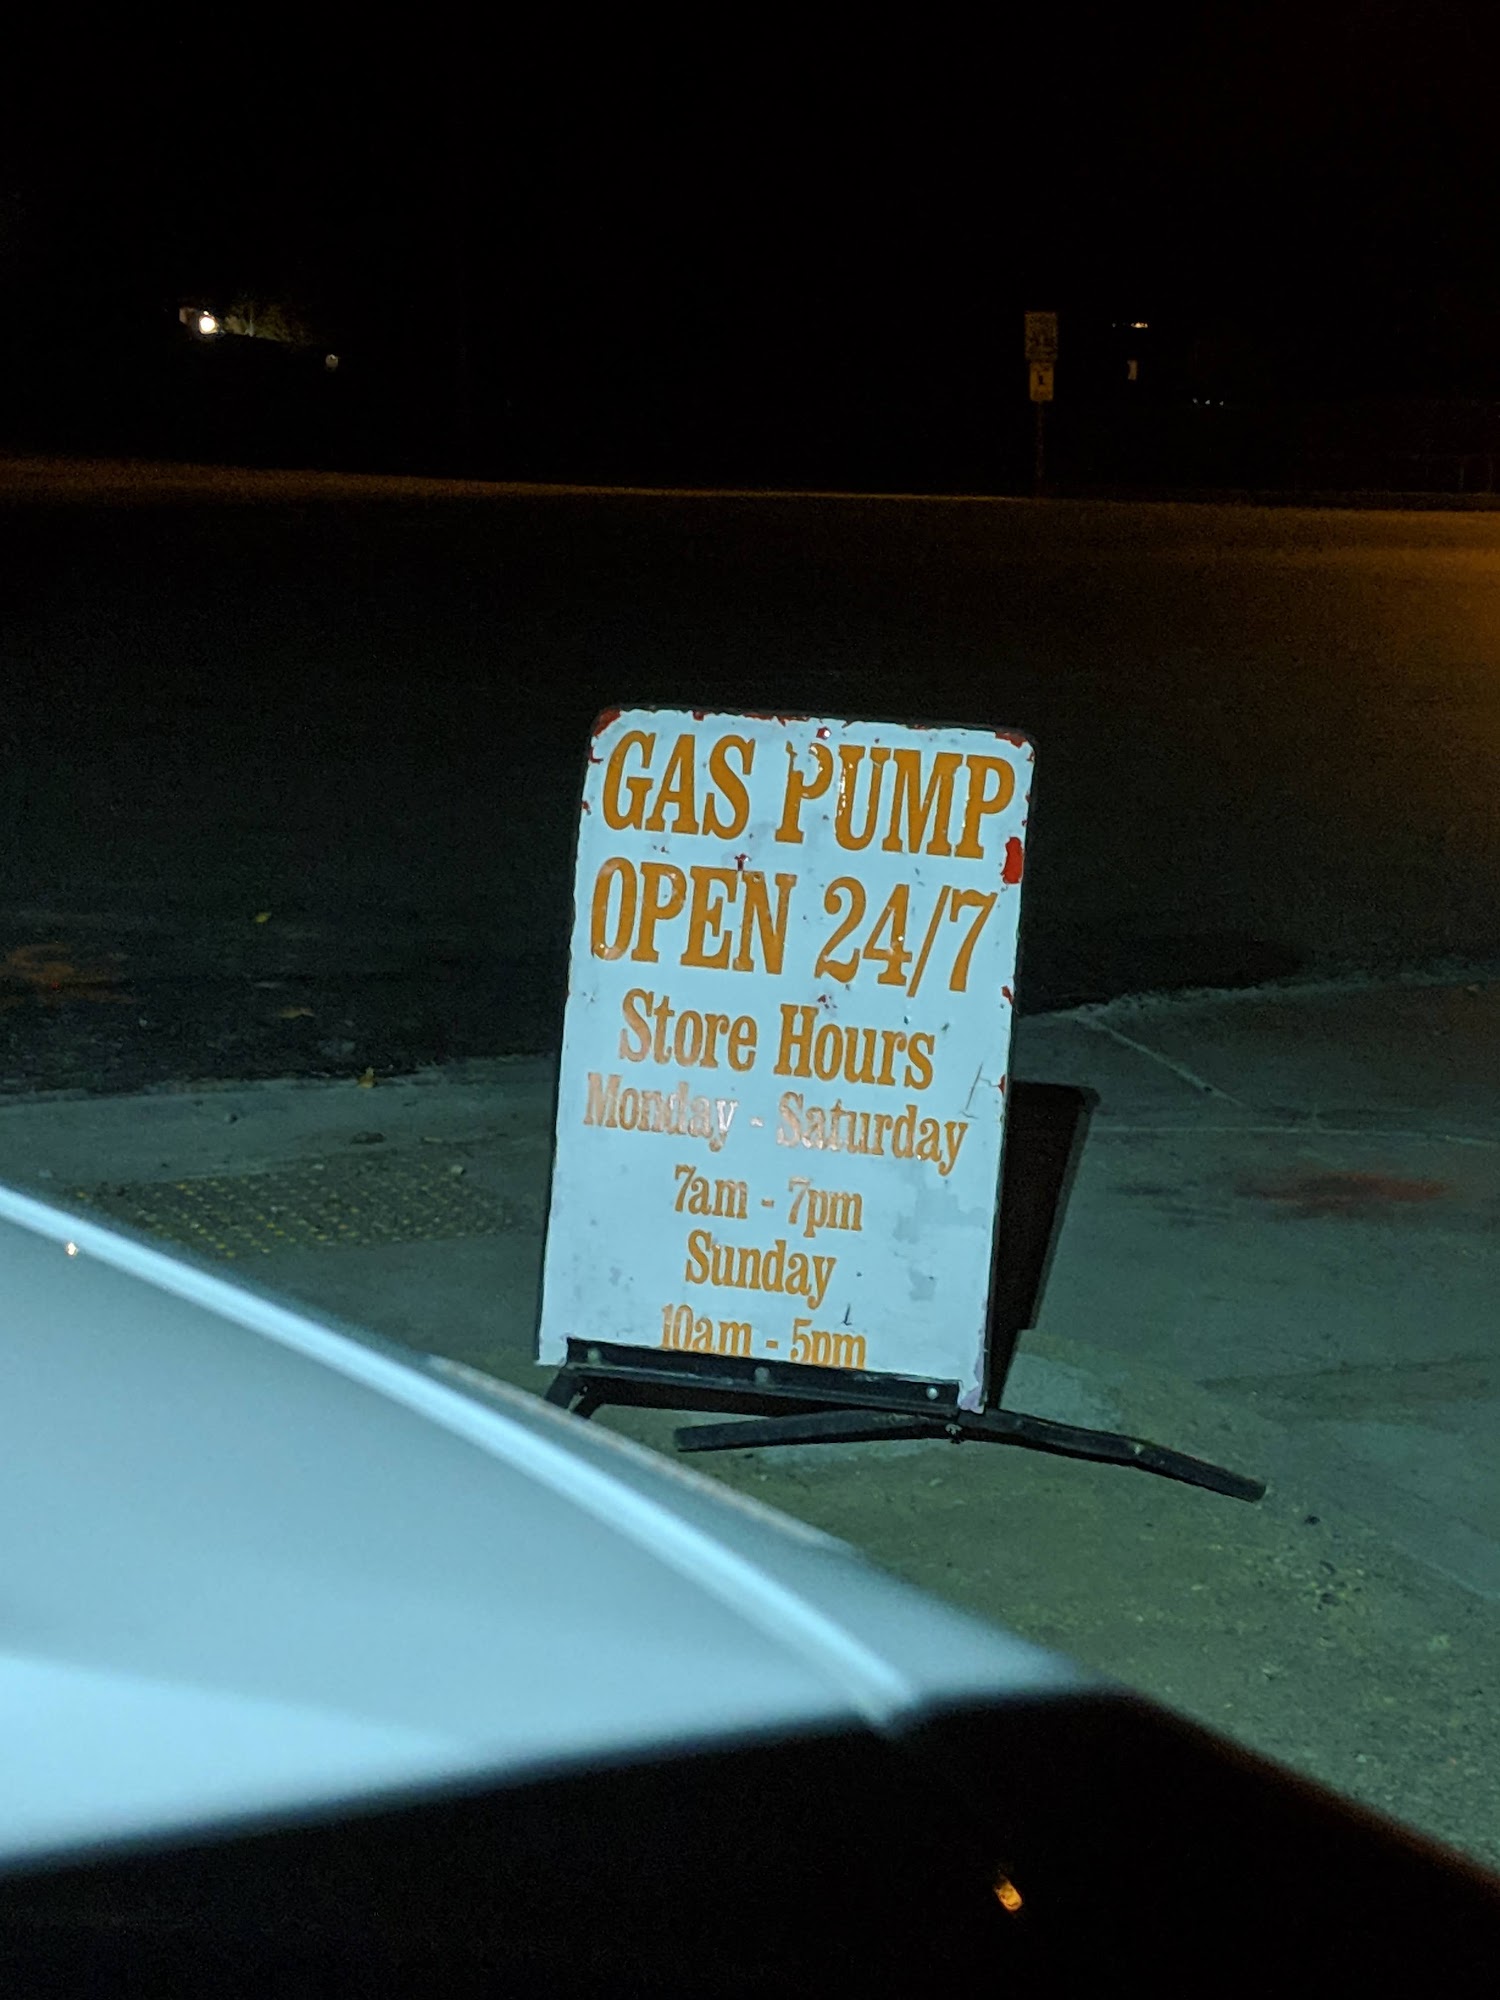 GAS PUMP
OPEN 24/7
Store Hours
Monday - Saturday
7am - 7pm
Sunday
10am - 5pm